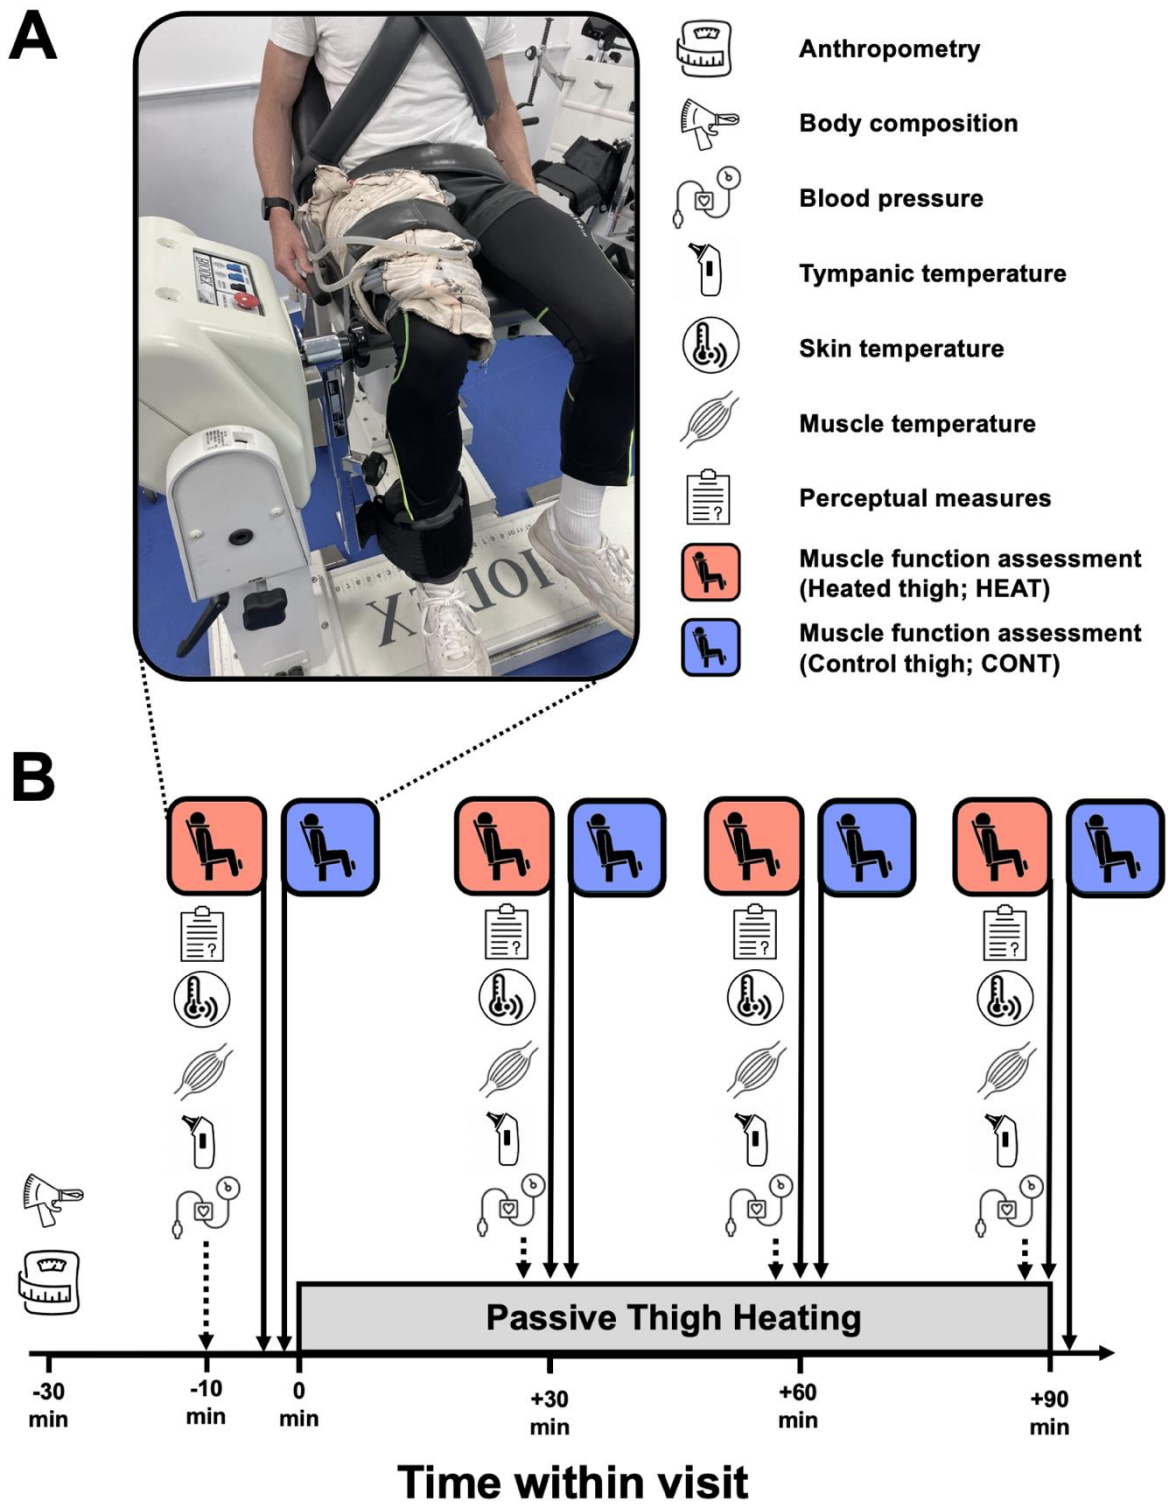 A
BIODEX
BIODEX
Anthropometry
Body composition
Blood pressure
Tympanic temperature
Skin temperature
Muscle temperature
?
Perceptual measures
Muscle function assessment
(Heated thigh; HEAT)
Muscle function assessment
(Control thigh; CONT)
B
? ? ? ?
Passive Thigh Heating
-30 -10 0 +30 +60 +90
min min min min min min
Time within visit